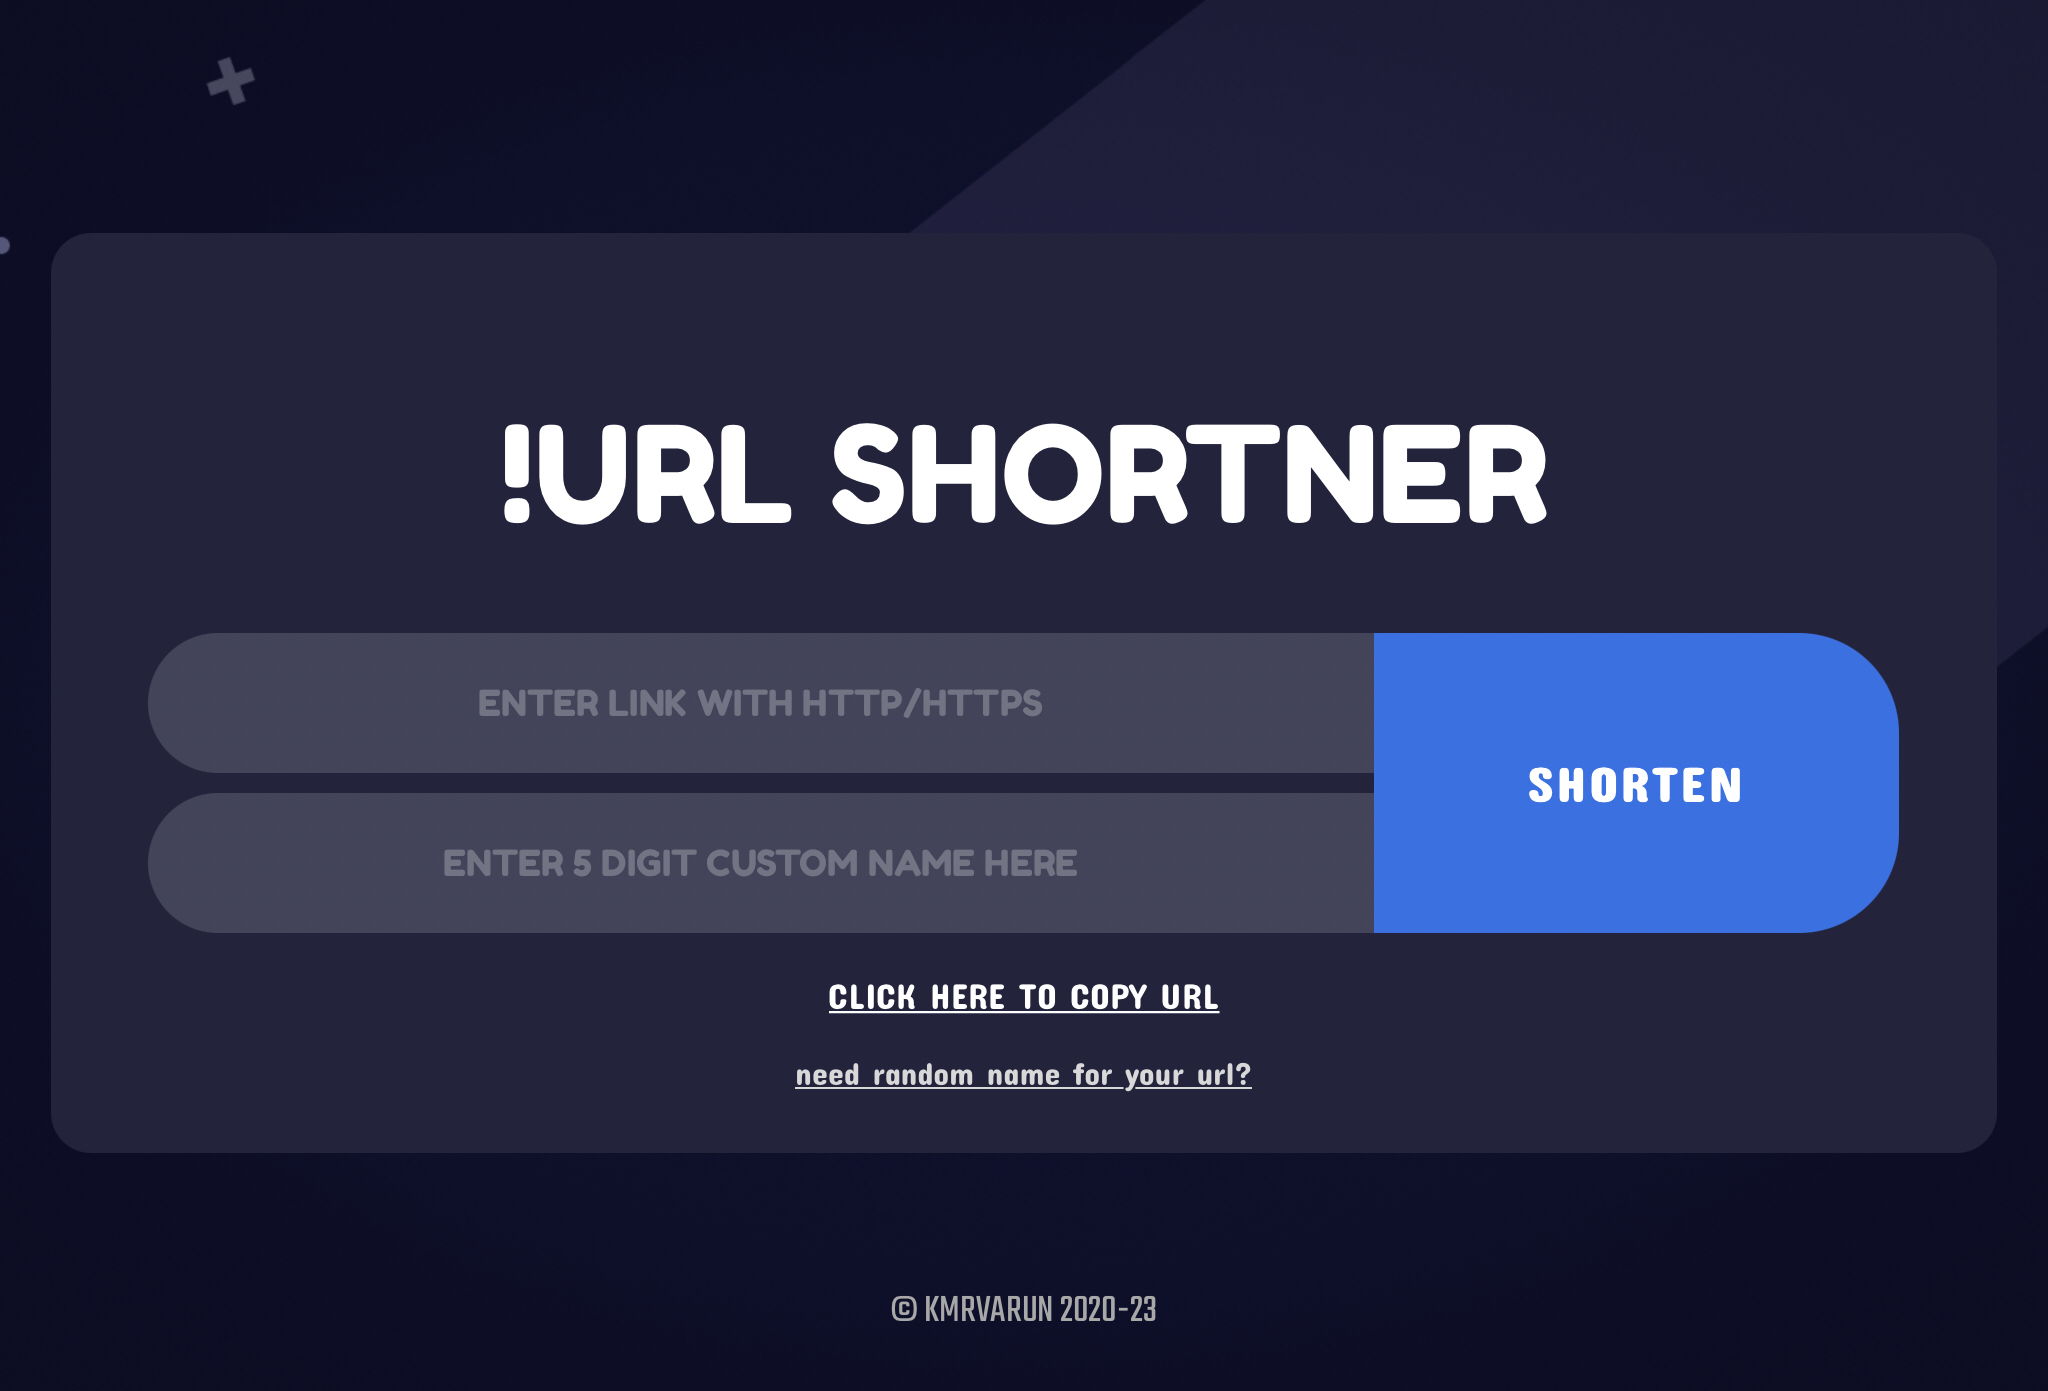 !URL SHORTNER
ENTER LINK WITH HTTP/HTTPS
ENTER 5 DIGIT CUSTOM NAME HERE
SHORTEN
CLICK HERE TO COPY URL
need random name for your url?
© KMRVARUN 2020-23